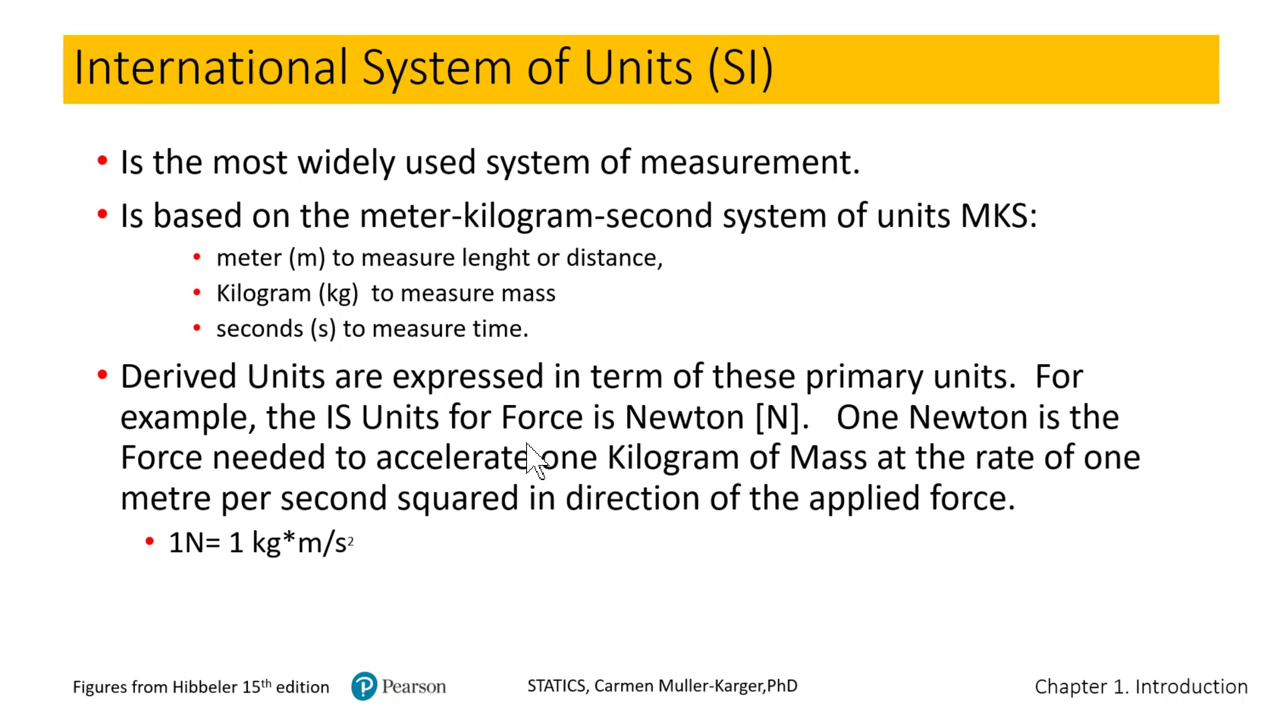 International System of Units (SI)
• Is the most widely used system of measurement.
• Is based on the meter-kilogram-second system of units MKS:
• meter (m) to measure lenght or distance,
• Kilogram (kg) to measure mass
• seconds (s) to measure time.
• Derived Units are expressed in term of these primary units. For
example, the IS Units for Force is Newton [N]. One Newton is the
Force needed to accelerate one Kilogram of Mass at the rate of one
metre per second squared in direction of the applied force.
• 1N= 1 kg*m/s²
Figures from Hibbeler 15th edition
P Pearson
STATICS, Carmen Muller-Karger,PhD
Chapter 1. Introduction